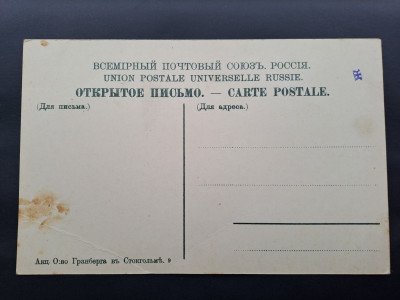 ВСЕМІРНЫЙ ПОЧТОВЫЙ СОЮЗЪ. РОССІЯ.
UNION POSTALE UNIVERSELLE RUSSIE.
ОТКРЫТОЕ ПИСЬМО. — CARTE POSTALE.
(Для письма.) (Для адреса.)
Акц. О:во Гранберга въ Стокгольмѣ.